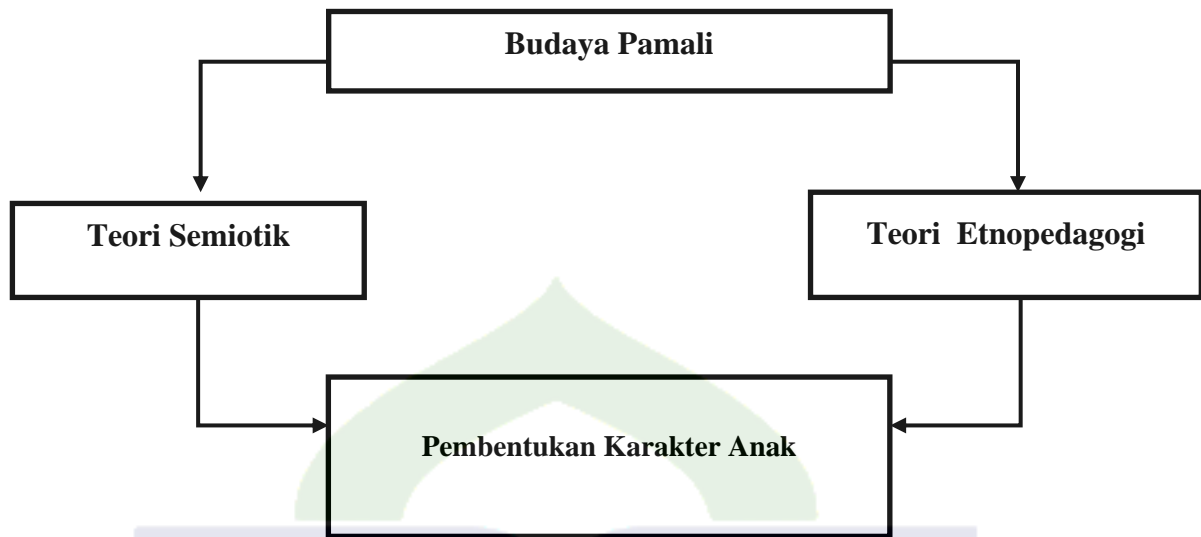 Budaya Pamali
Teori Semiotik
Teori Etnopedagogi
Pembentukan Karakter Anak